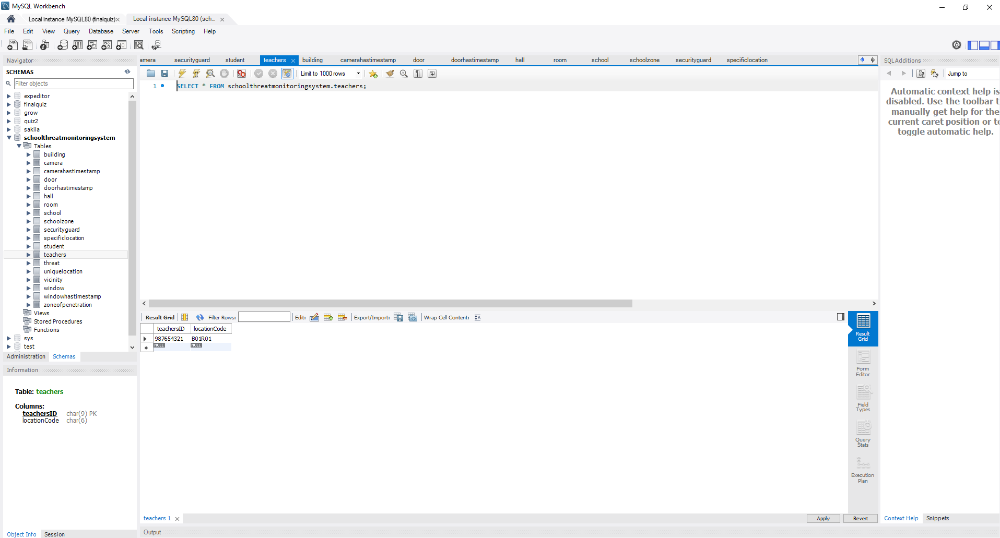 MySQL Workbench
Local instance MySQL80 (finalquiz)
Local instance MySQL80 (sch...
File Edit View Query Database Server Tools Scripting Help
Navigator
SCHEMAS
Filter objects
expeditor
finalquiz
grow
quiz2
sakila
schoolthreatmonitoringsystem
Tables
building
camera
camerahastimestamp
door
doorhastimestamp
hall
room
school
schoolzone
securityguard
specificlocation
student
teachers
threat
uniquelocation
vicinity
window
windowhastimestamp
zoneofpenetration
Views
Stored Procedures
Functions
sys
test
Administration Schemas
Information
Table: teachers
Columns:
teachersID char(9) PK
locationCode char(6)
Object Info Session
amera securityguard student teachers building camerahastimestamp door doorhastimestamp hall room school schoolzone securityguard specificlocation
Limit to 1000 rows
1 SELECT * FROM schoolthreatmonitoringsystem.teachers;
Result Grid Filter Rows: Edit: Export/Import: Wrap Cell Content:
teachersID locationCode
987654321 B01R01
NULL NULL
Result
Grid
Form
Editor
Field
Types
Query
Stats
Execution
Plan
teachers 1
Apply Revert
Output
SQLAdditions
Jump to
Automatic context help is
disabled. Use the toolbar t
manually get help for the
current caret position or to
toggle automatic help.
Context Help Snippets